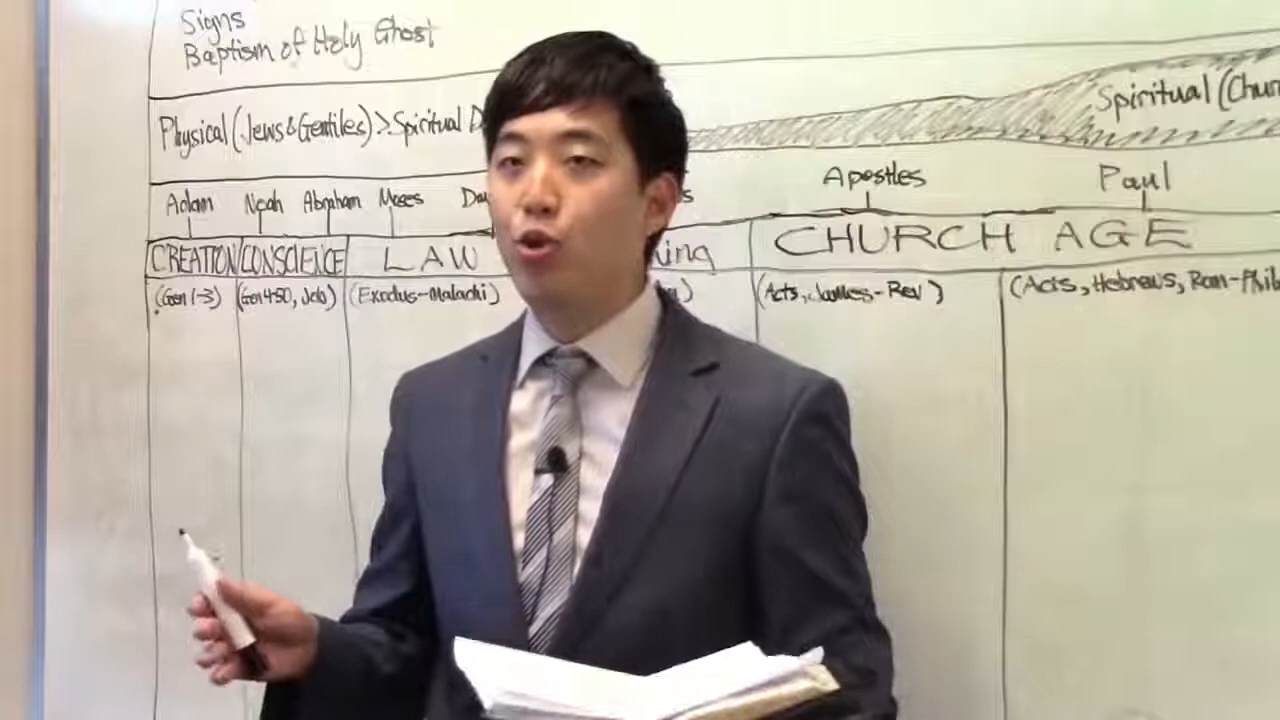 Signs
Baptism of Holy Ghost
Physical (Jews & Gentiles) > Spiritual
Spiritual (Chur
Adam Noah Abraham Moses Da
Apostles Paul
CREATION CONSCIENCE LAW
CHURCH AGE
(Gen 1-3) (Gen 4-50, Job) (Exodus-Malachi)
(Acts, James-Rev) (Acts, Hebrews, Rom-Phil